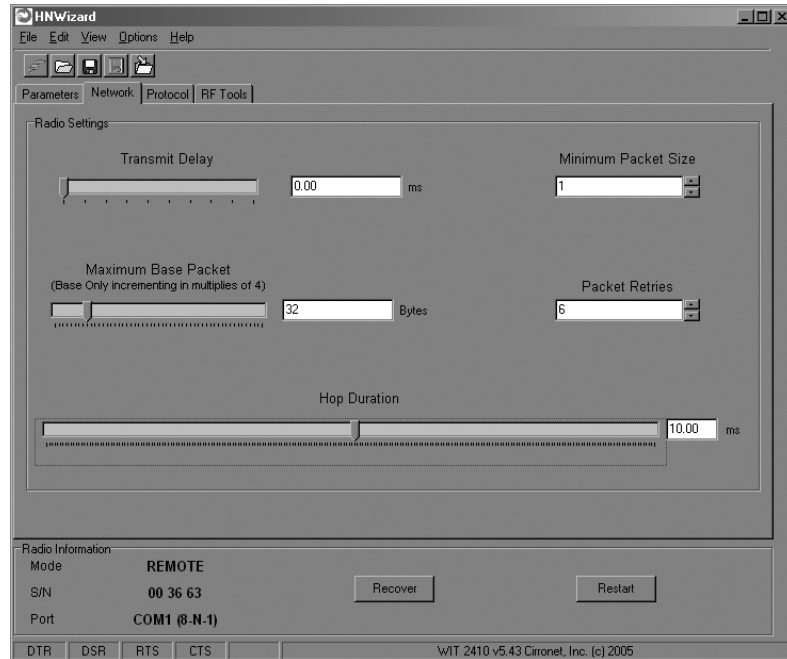 HNWizard
File Edit View Options Help
Parameters Network Protocol RF Tools
Radio Settings
Transmit Delay
0.00 ms
Minimum Packet Size
1
Maximum Base Packet
(Base Only incrementing in multiplies of 4)
32 Bytes
Packet Retries
6
Hop Duration
10.00 ms
Radio Information
Mode REMOTE
S/N 00 36 63
Port COM1 (8-N-1)
Recover Restart
DTR DSR RTS CTS WIT 2410 v5.43 Cirronet, Inc. (c) 2005